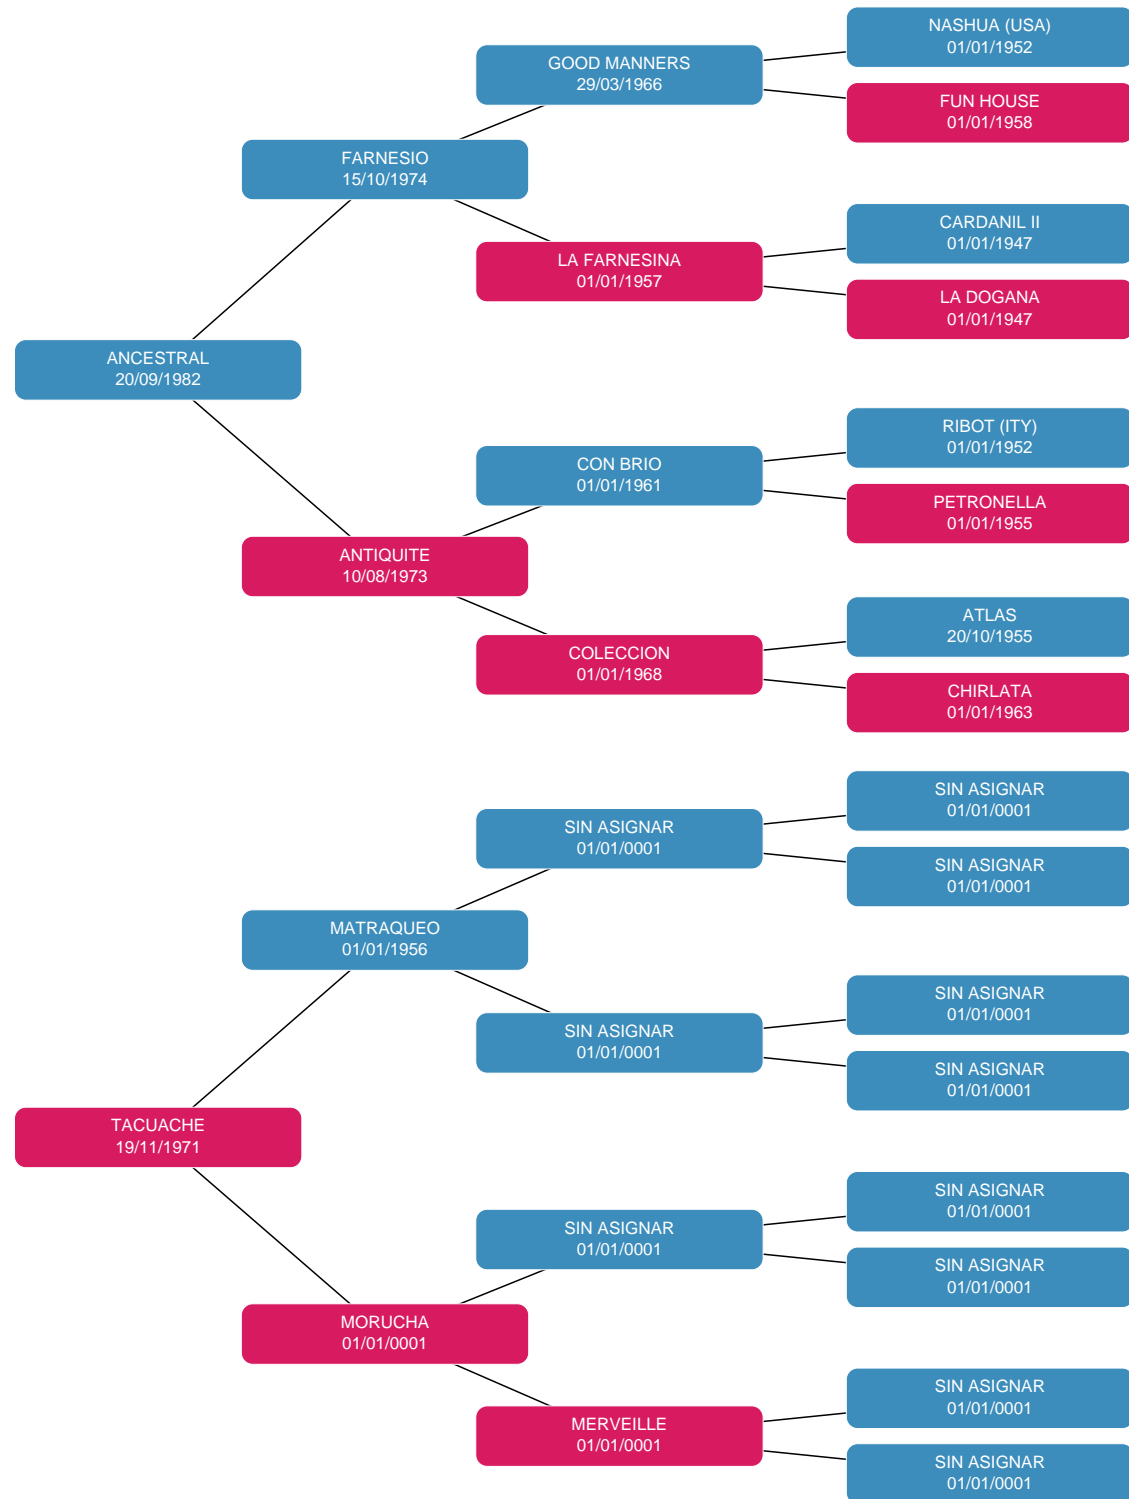 NASHUA (USA)
01/01/1952
GOOD MANNERS
29/03/1966
FUN HOUSE
01/01/1958
FARNESIO
15/10/1974
CARDANIL II
01/01/1947
LA FARNESINA
01/01/1957
LA DOGANA
01/01/1947
ANCESTRAL
20/09/1982
RIBOT (ITY)
01/01/1952
CON BRIO
01/01/1961
PETRONELLA
01/01/1955
ANTIQUITE
10/08/1973
ATLAS
20/10/1955
COLECCION
01/01/1968
CHIRLATA
01/01/1963
SIN ASIGNAR
01/01/0001
SIN ASIGNAR
01/01/0001
SIN ASIGNAR
01/01/0001
MATRAQUEO
01/01/1956
SIN ASIGNAR
01/01/0001
SIN ASIGNAR
01/01/0001
SIN ASIGNAR
01/01/0001
TACUACHE
19/11/1971
SIN ASIGNAR
01/01/0001
SIN ASIGNAR
01/01/0001
SIN ASIGNAR
01/01/0001
MORUCHA
01/01/0001
SIN ASIGNAR
01/01/0001
MERVEILLE
01/01/0001
SIN ASIGNAR
01/01/0001